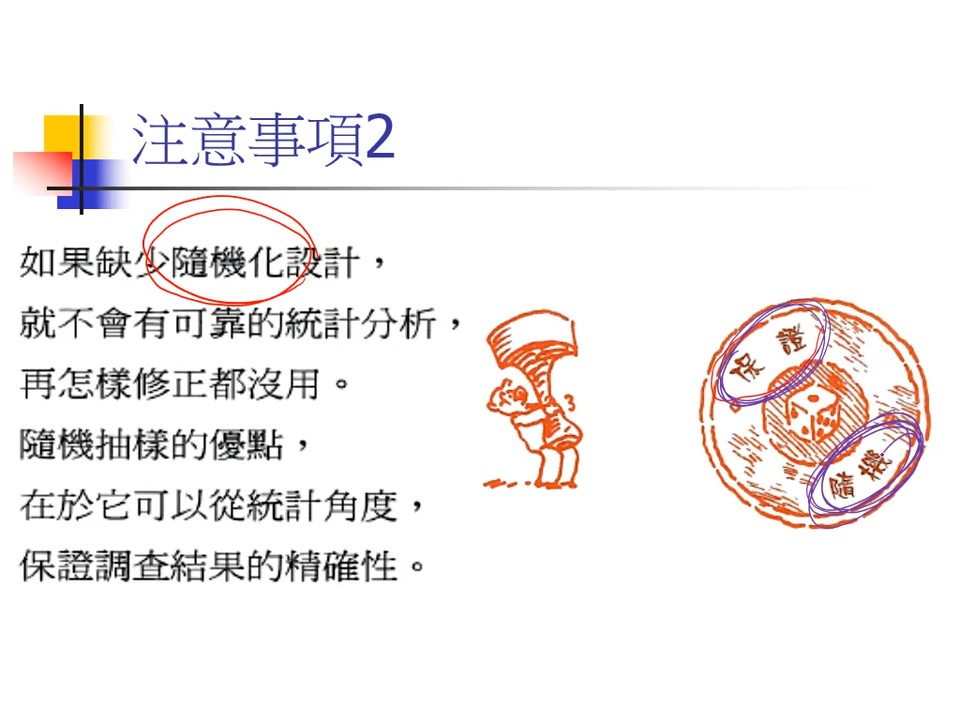 注意事項2
如果缺少隨機化設計，
就不會有可靠的統計分析，
再怎樣修正都沒用。
隨機抽樣的優點，
在於它可以從統計角度，
保證調查結果的精確性。
保證
隨機